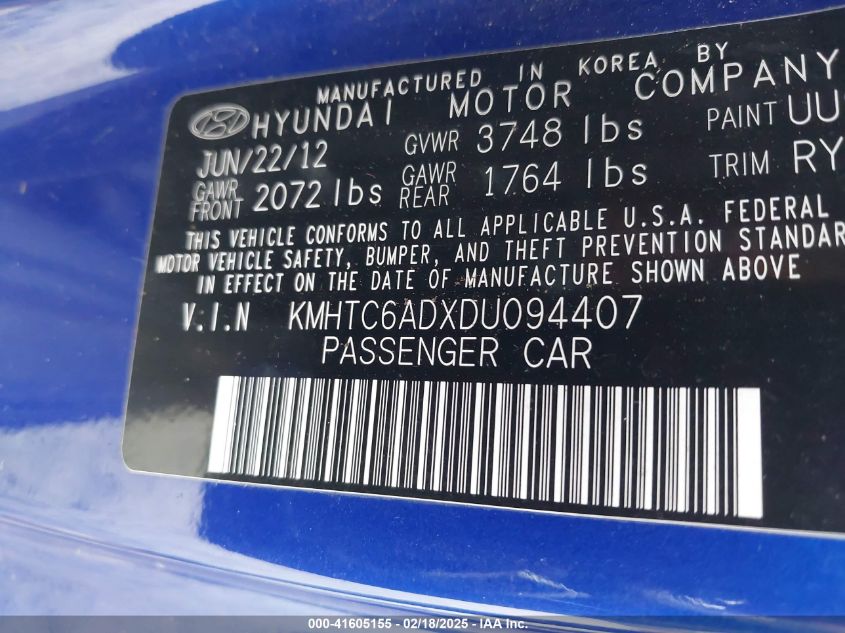 MANUFACTURED IN KOREA BY
HYUNDAI MOTOR COMPANY
JUN/22/12 GVWR 3748 lbs PAINT
GAWR FRONT 2072 lbs GAWR REAR 1764 lbs TRIM
THIS VEHICLE CONFORMS TO ALL APPLICABLE U.S.A. FEDERAL
MOTOR VEHICLE SAFETY, BUMPER, AND THEFT PREVENTION
IN EFFECT ON THE DATE OF MANUFACTURE SHOWN ABOVE
V.I.N KMHTC6ADXDU094407
PASSENGER CAR
000-41605155 - 02/18/2025 - IAA Inc.